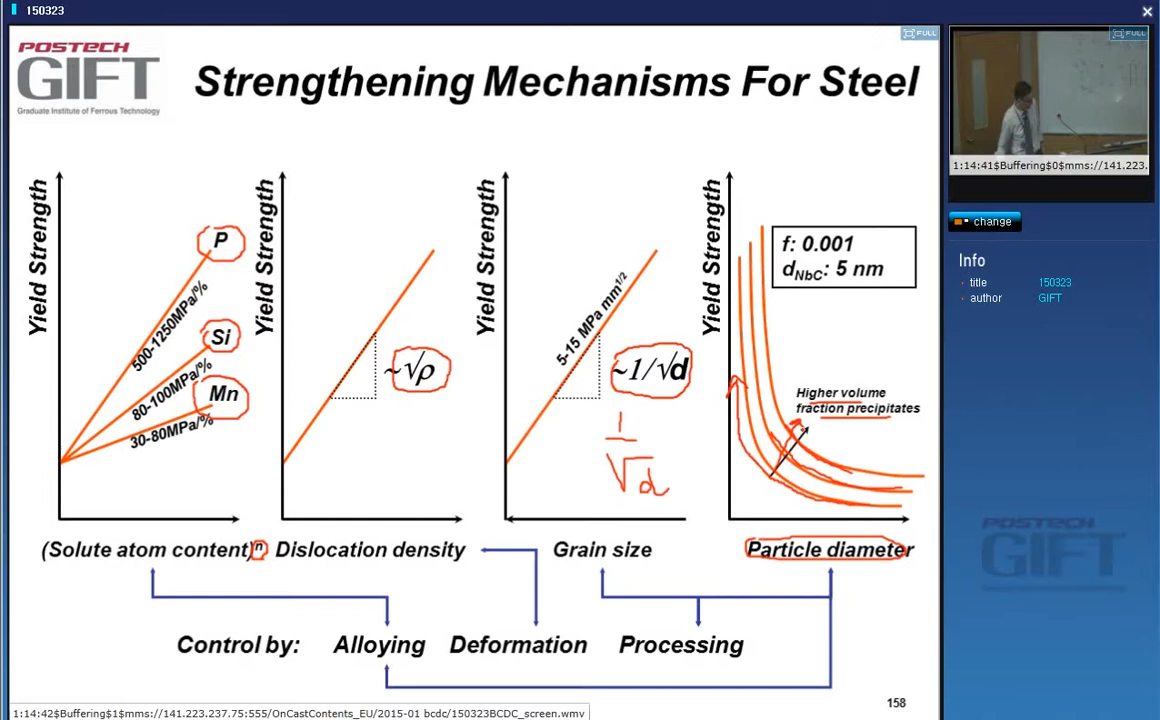 150323
FULL
POSTECH
GIFT
Graduate Institute of Ferrous Technology
Strengthening Mechanisms For Steel
FULL
1:14:41$Buffering$0$mms://141.223.
change
Info
title 150323
author GIFT
Yield Strength
P
500-1250MPa/%
Si
80-100MPa/%
Mn
30-80MPa/%
(Solute atom content)ⁿ
Yield Strength
~√ρ
Dislocation density
Yield Strength
5-15 MPa mm^1/2
~1/√d
1
√d
Grain size
Yield Strength
f: 0.001
d_NbC: 5 nm
Higher volume
fraction precipitates
Particle diameter
Control by: Alloying Deformation Processing
POSTECH
GIFT
158
1:14:42$Buffering$1$mms://141.223.237.75:555/OnCastContents_EU/2015-01 bcdc/150323BCDC_screen.wmv